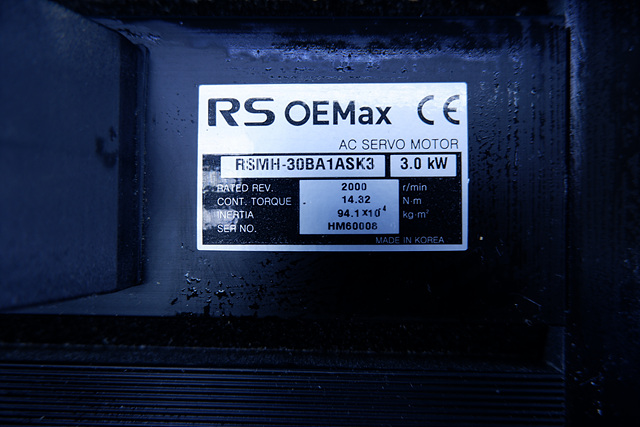 RS OEMax CE
AC SERVO MOTOR
RSMH-30BA1ASK3 3.0 kW
RATED REV. 2000 r/min
CONT. TORQUE 14.32 N·m
INERTIA 94.1×10⁻⁴ kg·m²
SER NO. HM60008
MADE IN KOREA